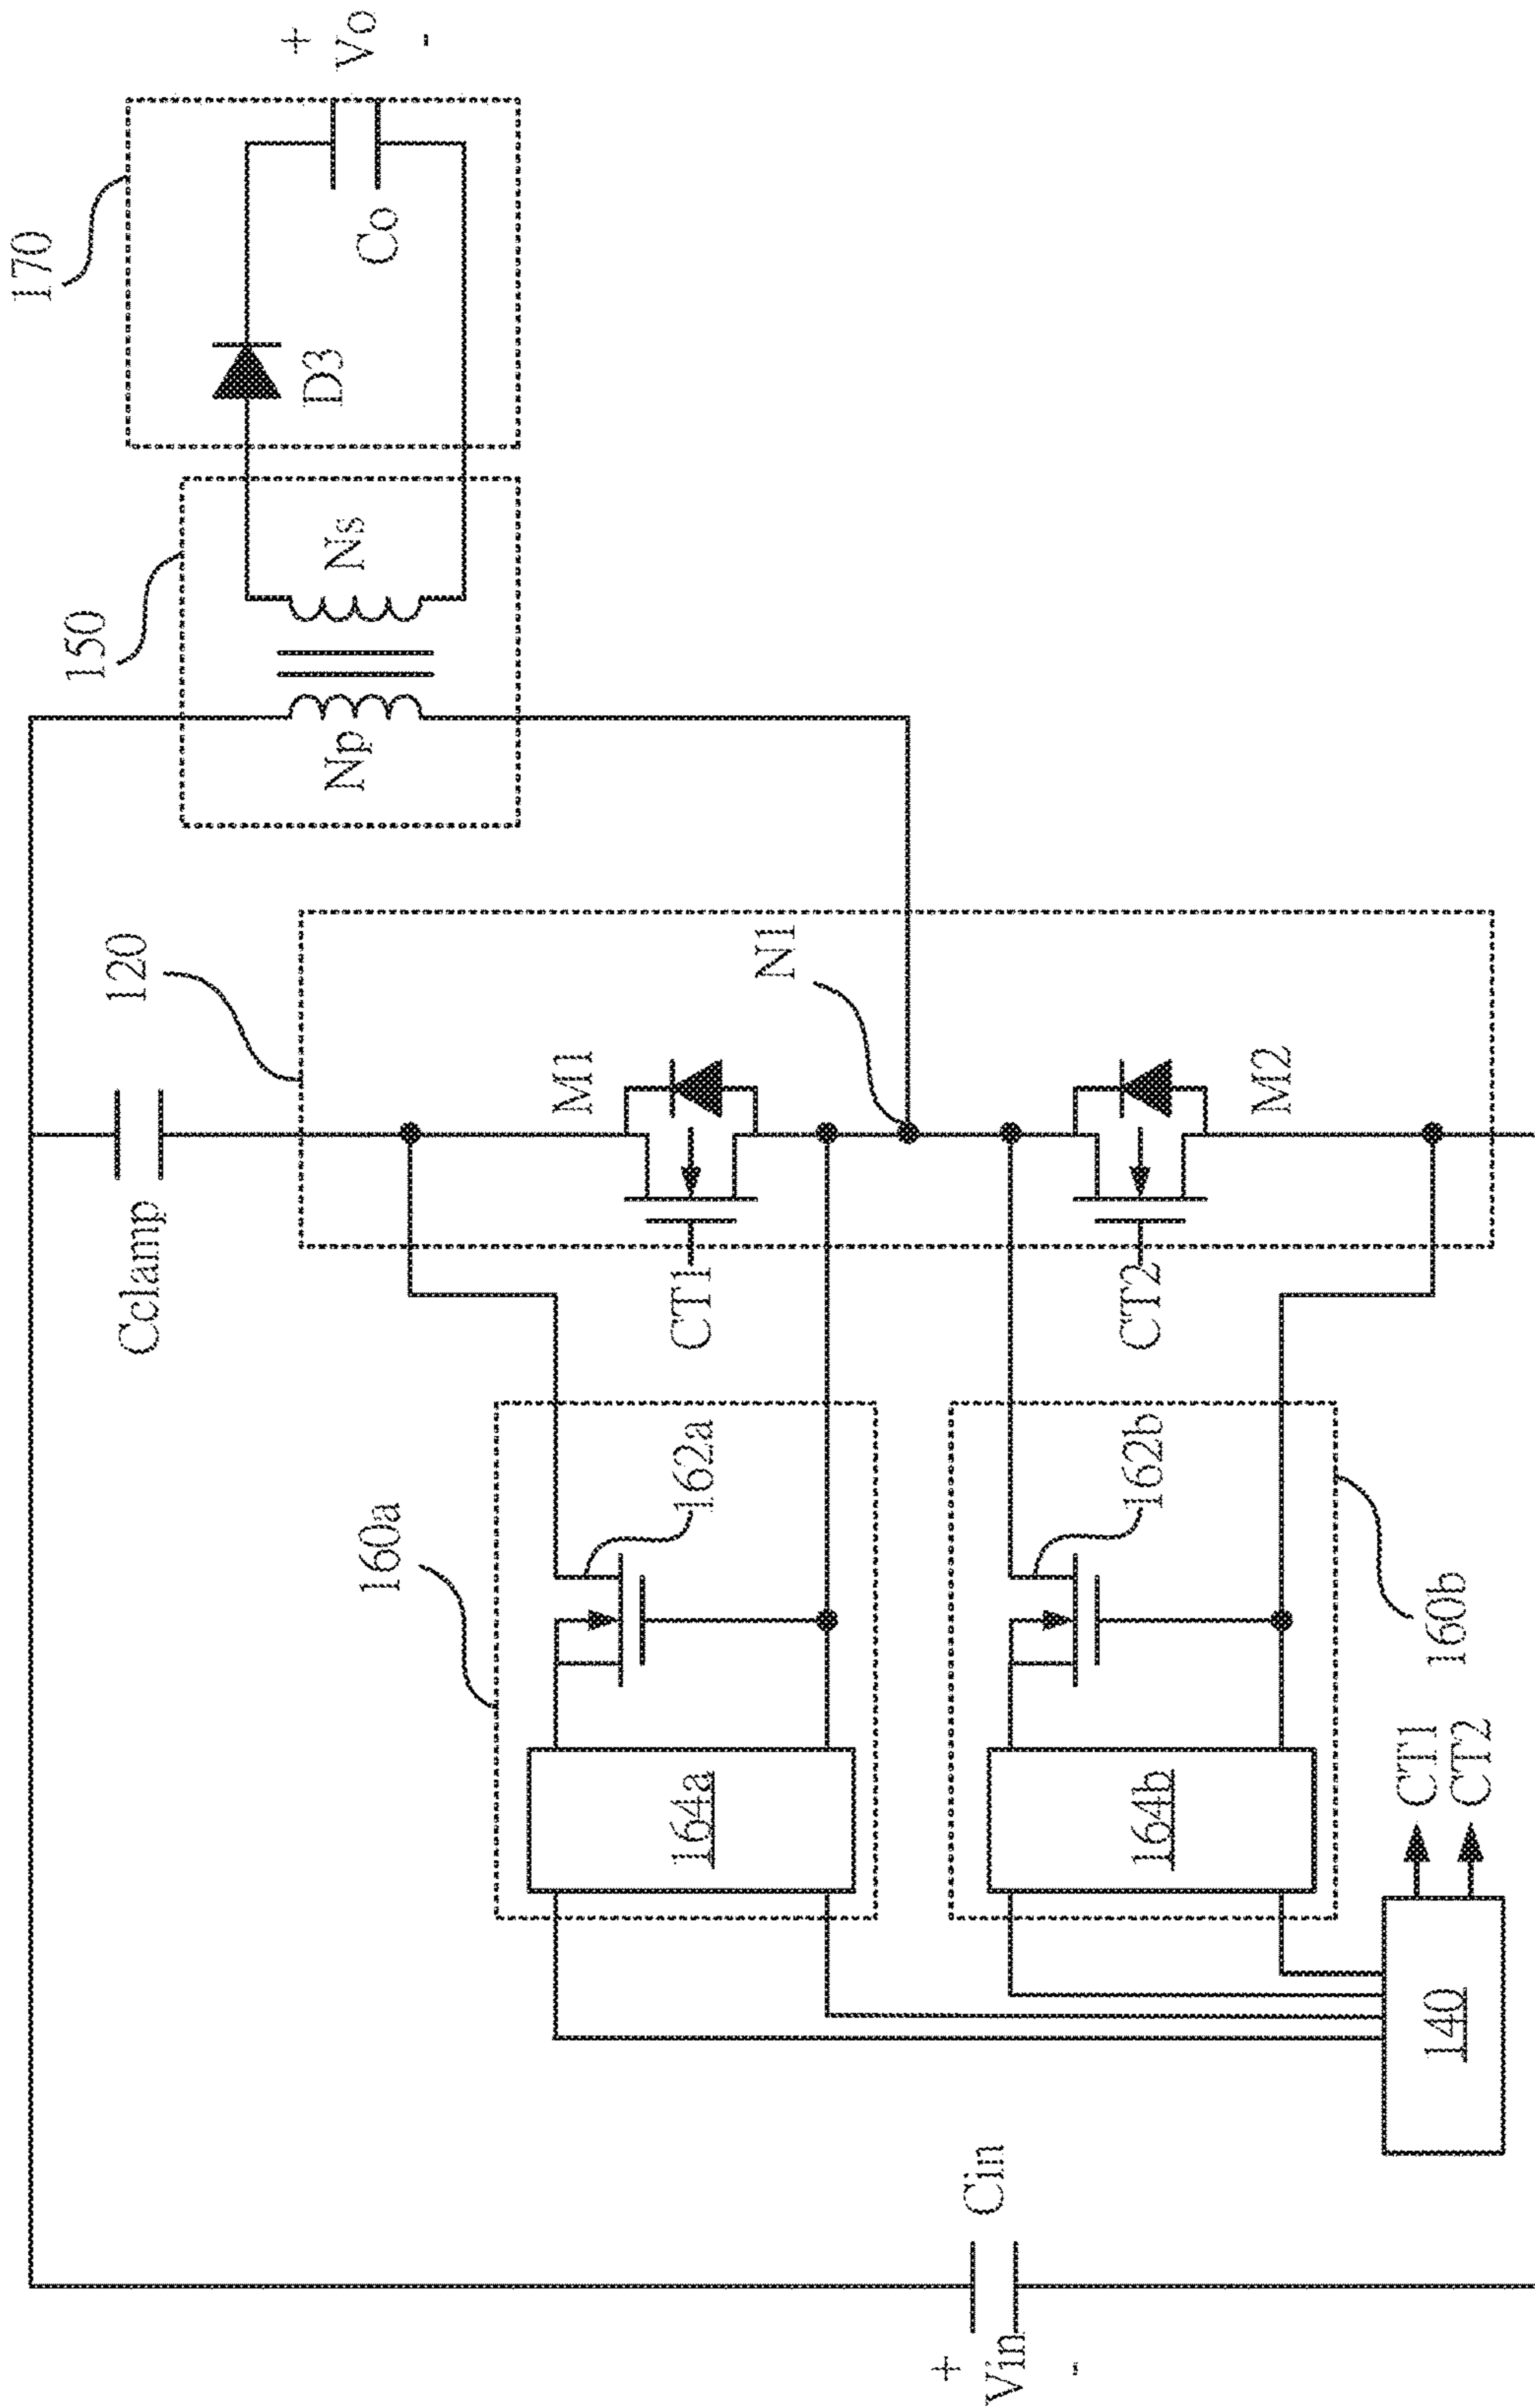 170
+
Vo
-
D3
Co
150
Np
Ns
120
Cclamp
M1
N1
CT1
M2
CT2
160a
162a
164a
162b
164b
160b
CT1
CT2
140
+
Vin
-
Cin